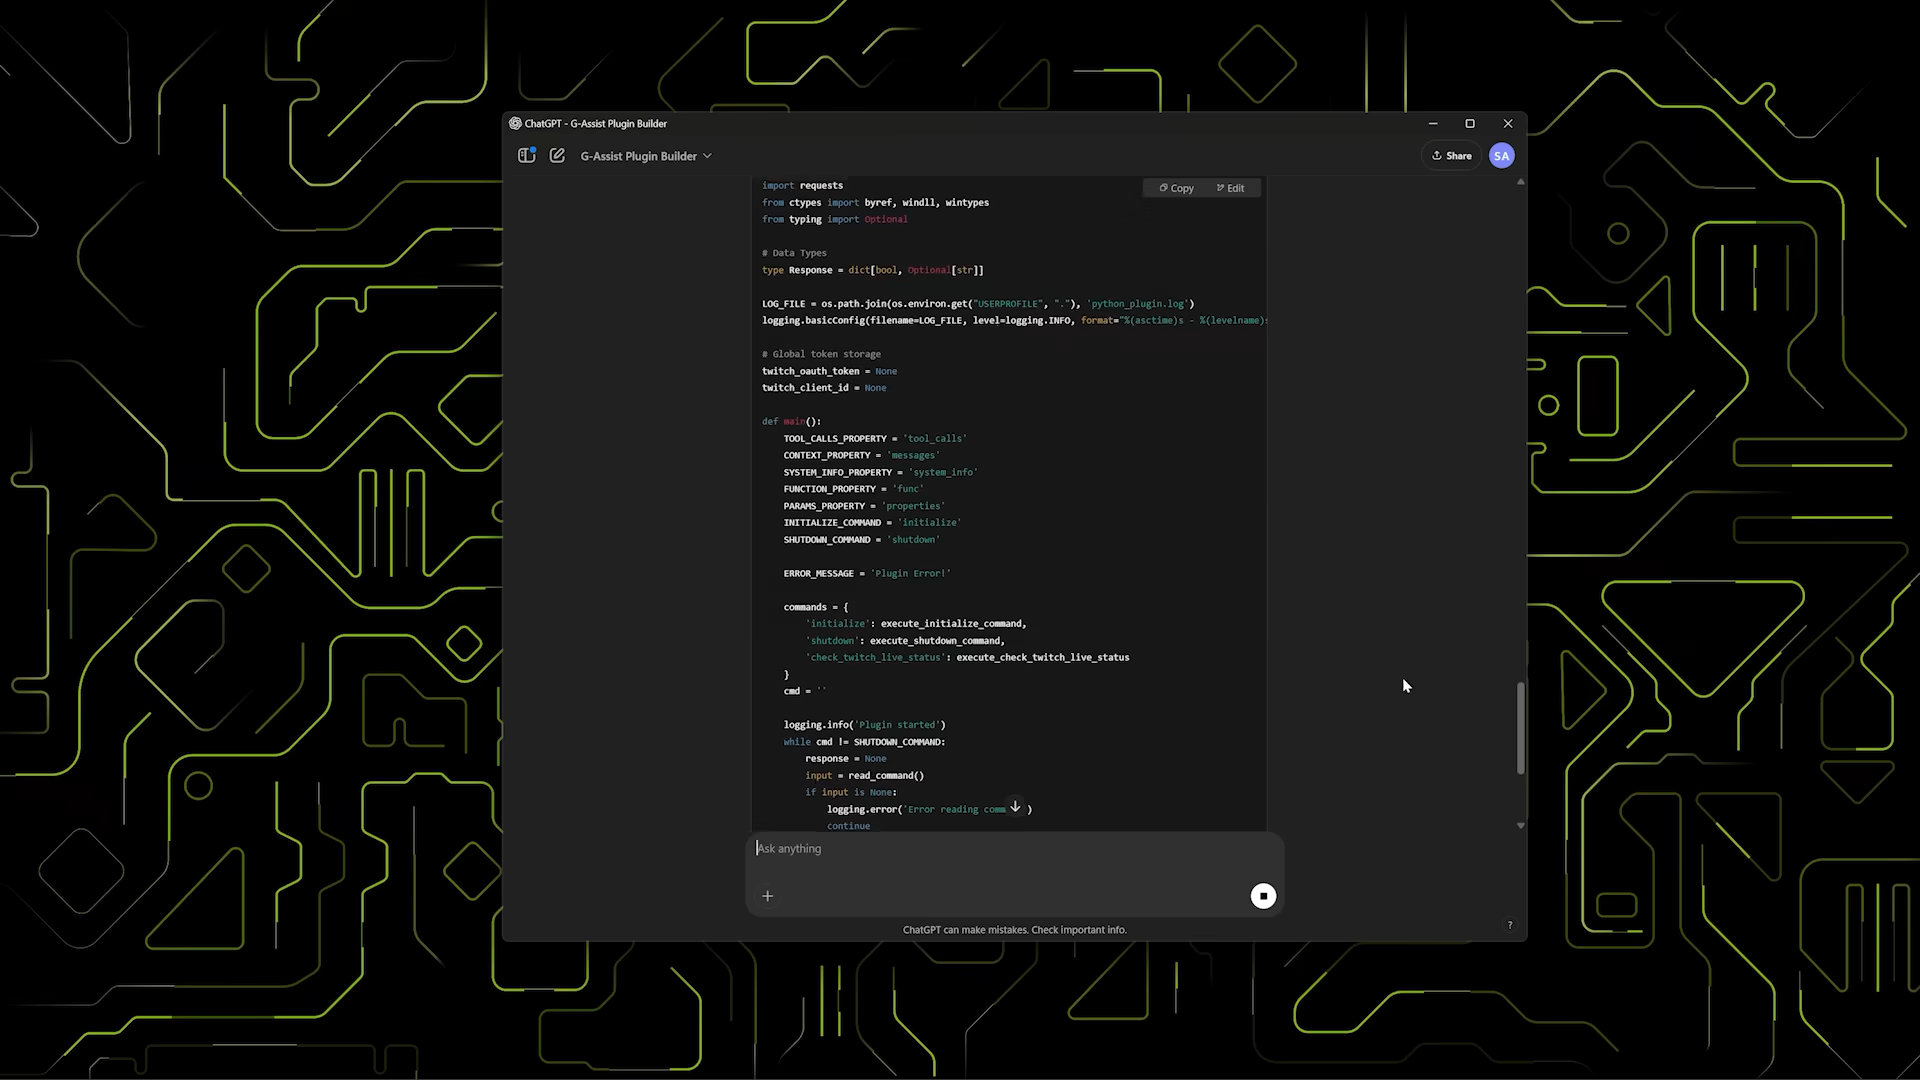 ChatGPT - G-Assist Plugin Builder
G-Assist Plugin Builder
Share
SA
import requests
Copy
Edit
from ctypes import byref, windll, wintypes
from typing import Optional
# Data Types
type Response = dict[bool, Optional[str]]
LOG_FILE = os.path.join(os.environ.get("USERPROFILE", "."), 'python_plugin.log')
logging.basicConfig(filename=LOG_FILE, level=logging.INFO, format="%(asctime)s - %(levelname)s
# Global token storage
twitch_oauth_token = None
twitch_client_id = None
def main():
TOOL_CALLS_PROPERTY = 'tool_calls'
CONTEXT_PROPERTY = 'messages'
SYSTEM_INFO_PROPERTY = 'system_info'
FUNCTION_PROPERTY = 'func'
PARAMS_PROPERTY = 'properties'
INITIALIZE_COMMAND = 'initialize'
SHUTDOWN_COMMAND = 'shutdown'
ERROR_MESSAGE = 'Plugin Error!'
commands = {
'initialize': execute_initialize_command,
'shutdown': execute_shutdown_command,
'check_twitch_live_status': execute_check_twitch_live_status
}
cmd = ''
logging.info('Plugin started')
while cmd != SHUTDOWN_COMMAND:
response = None
input = read_command()
if input is None:
logging.error('Error reading comm )
continue
Ask anything
ChatGPT can make mistakes. Check important info.
?